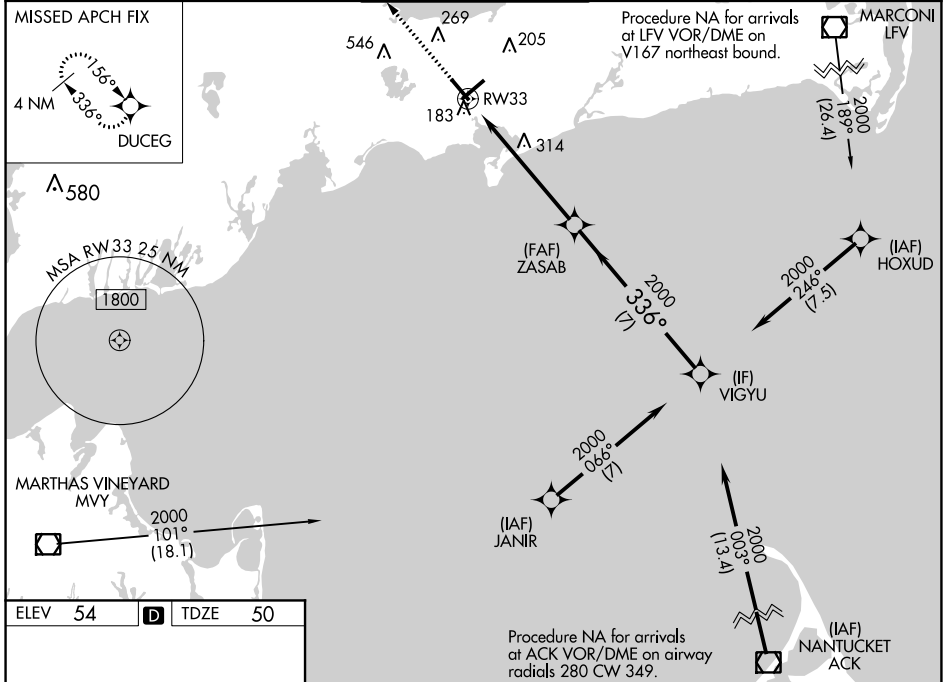 MISSED APCH FIX
156°
4 NM
336°
DUCEG
580
546
269
205
183
RW33
314
Procedure NA for arrivals
at LFV VOR/DME on
V167 northeast bound.
MARCONI
LFV
2000
189°
(26.4)
MSA RW33 25 NM
1800
(FAF)
ZASAB
2000
336°
(7)
(IAF)
HOXUD
2000
246°
(7.5)
(IF)
VIGYU
2000
066°
(7)
(IAF)
JANIR
MARTHAS VINEYARD
MVY
2000
101°
(18.1)
2000
003°
(13.4)
(IAF)
NANTUCKET
ACK
Procedure NA for arrivals
at ACK VOR/DME on airway
radials 280 CW 349.
ELEV 54 D TDZE 50